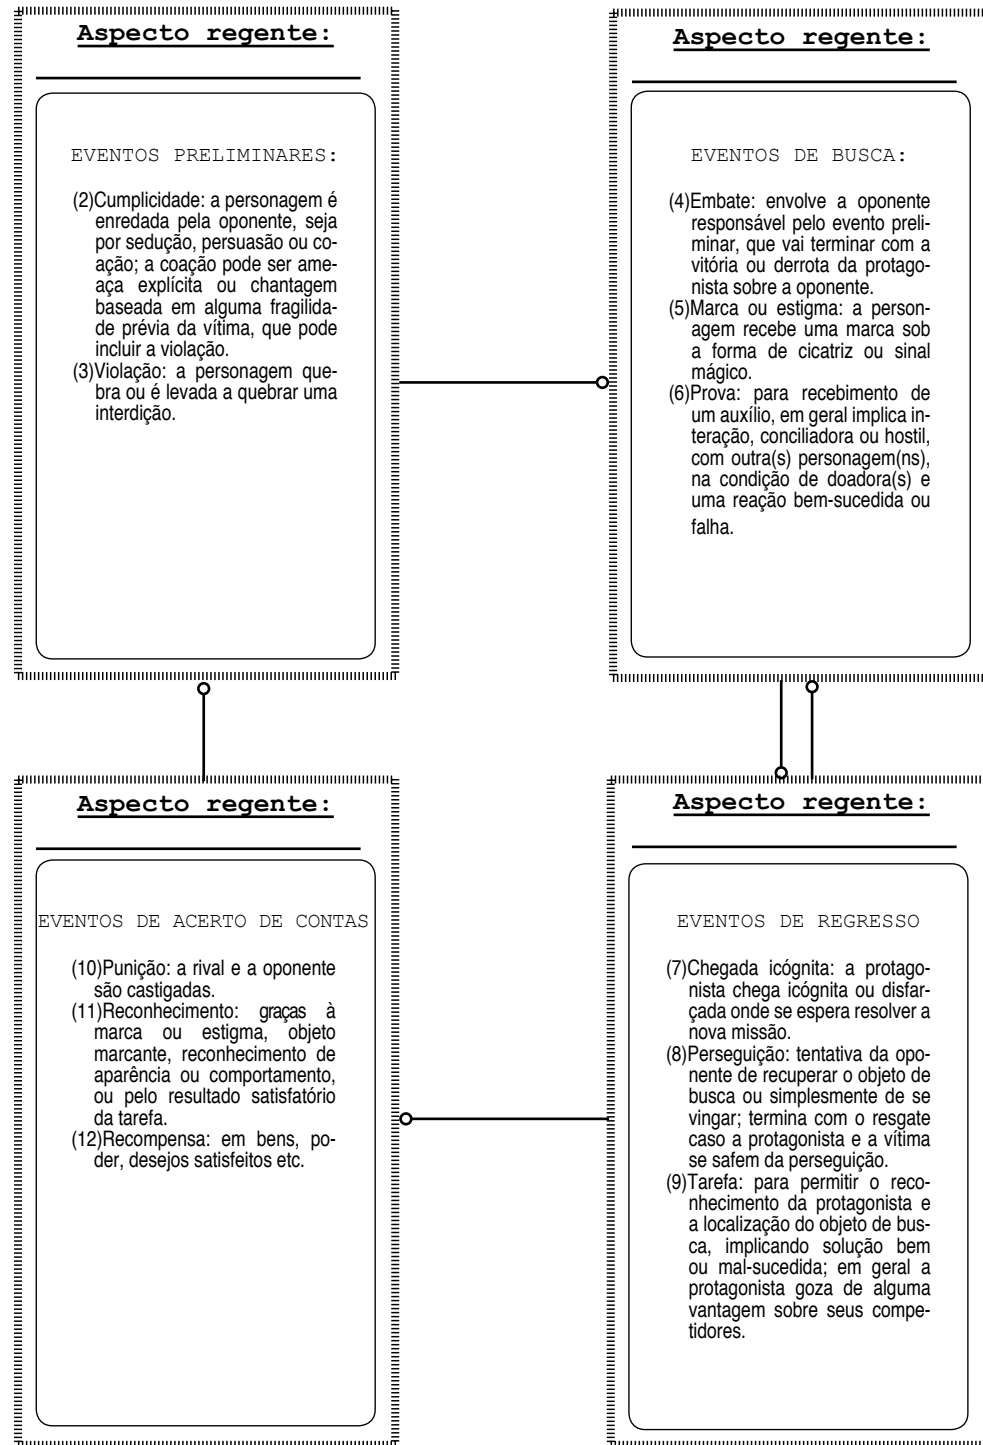 Aspecto regente:
EVENTOS PRELIMINARES:
(2)Cumplicidade: a personagem é
enredada pela oponente, seja
por sedução, persuasão ou co-
ação; a coação pode ser ame-
aça explícita ou chantagem
baseada em alguma fragilida-
de prévia da vítima, que pode
incluir a violação.
(3)Violação: a personagem que-
bra ou é levada a quebrar uma
interdição.
Aspecto regente:
EVENTOS DE BUSCA:
(4)Embate: envolve a oponente
responsável pelo evento preli-
minar, que vai terminar com a
vitória ou derrota da protago-
nista sobre a oponente.
(5)Marca ou estigma: a person-
agem recebe uma marca sob
a forma de cicatriz ou sinal
mágico.
(6)Prova: para recebimento de
um auxílio, em geral implica in-
teração, conciliadora ou hostil,
com outra(s) personagem(ns),
na condição de doadora(s) e
uma reação bem-sucedida ou
falha.
Aspecto regente:
EVENTOS DE ACERTO DE CONTAS
(10)Punição: a rival e a oponente
são castigadas.
(11)Reconhecimento: graças à
marca ou estigma, objeto
marcante, reconhecimento de
aparência ou comportamento,
ou pelo resultado satisfatório
da tarefa.
(12)Recompensa: em bens, po-
der, desejos satisfeitos etc.
Aspecto regente:
EVENTOS DE REGRESSO
(7)Chegada icógnita: a protago-
nista chega icógnita ou disfar-
çada onde se espera resolver a
nova missão.
(8)Perseguição: tentativa da opo-
nente de recuperar o objeto de
busca ou simplesmente de se
vingar; termina com o resgate
caso a protagonista e a vítima
se safem da perseguição.
(9)Tarefa: para permitir o reco-
nhecimento da protagonista e
a localização do objeto de bus-
ca, implicando solução bem
ou mal-sucedida; em geral a
protagonista goza de alguma
vantagem sobre seus compe-
tidores.